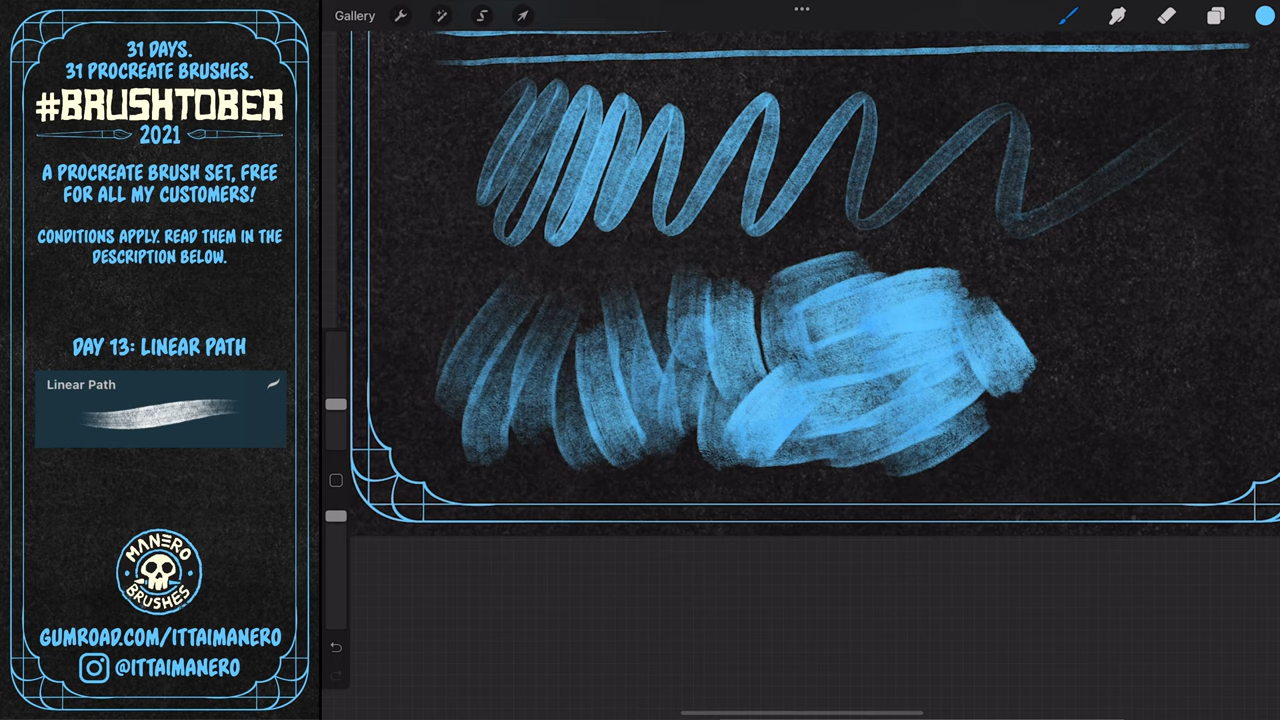 31 DAYS.
31 PROCREATE BRUSHES.
#BRUSHTOBER
2021
A PROCREATE BRUSH SET, FREE
FOR ALL MY CUSTOMERS!
CONDITIONS APPLY. READ THEM IN THE
DESCRIPTION BELOW.
DAY 13: LINEAR PATH
Linear Path
MANERO
BRUSHES
GUMROAD.COM/ITTAIMANERO
@ITTAIMANERO
Gallery